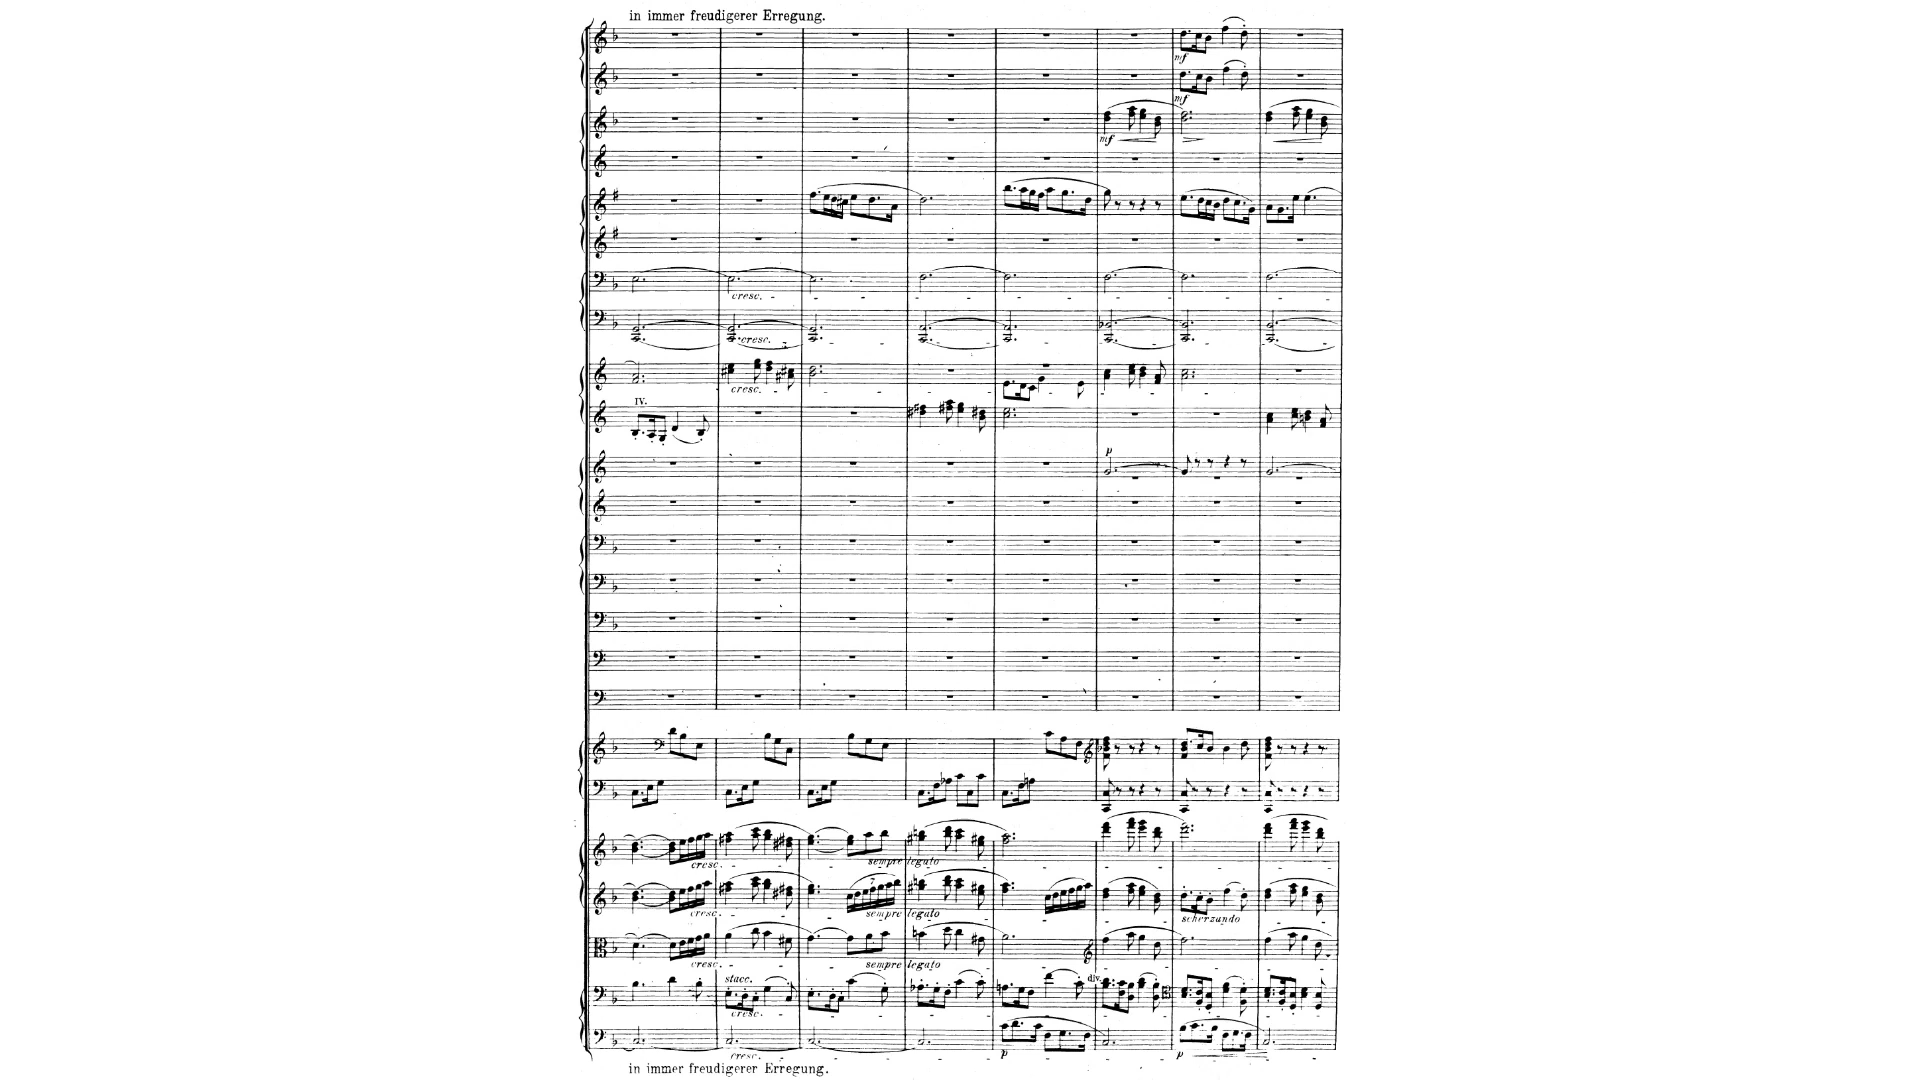 in immer freudigerer Erregung.
mf
mf
mf
cresc.
cresc.
cresc.
IV.
p
cresc.
sempre legato
7
cresc.
sempre legato
scherzando
cresc.
sempre legato
stacc.
div.
cresc.
p
p
cresc.
in immer freudigerer Erregung.